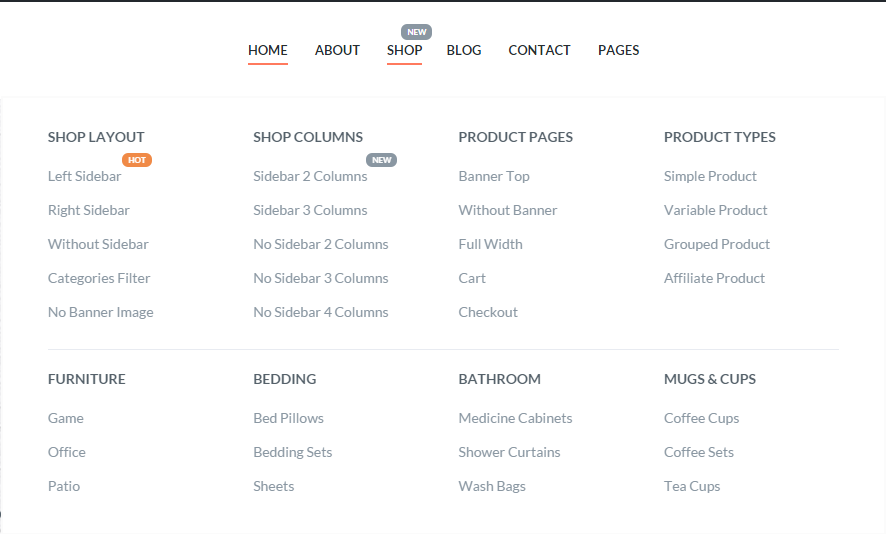 NEW
HOME ABOUT SHOP BLOG CONTACT PAGES
SHOP LAYOUT
HOT
Left Sidebar
Right Sidebar
Without Sidebar
Categories Filter
No Banner Image
SHOP COLUMNS
NEW
Sidebar 2 Columns
Sidebar 3 Columns
No Sidebar 2 Columns
No Sidebar 3 Columns
No Sidebar 4 Columns
PRODUCT PAGES
Banner Top
Without Banner
Full Width
Cart
Checkout
PRODUCT TYPES
Simple Product
Variable Product
Grouped Product
Affiliate Product
FURNITURE
Game
Office
Patio
BEDDING
Bed Pillows
Bedding Sets
Sheets
BATHROOM
Medicine Cabinets
Shower Curtains
Wash Bags
MUGS & CUPS
Coffee Cups
Coffee Sets
Tea Cups